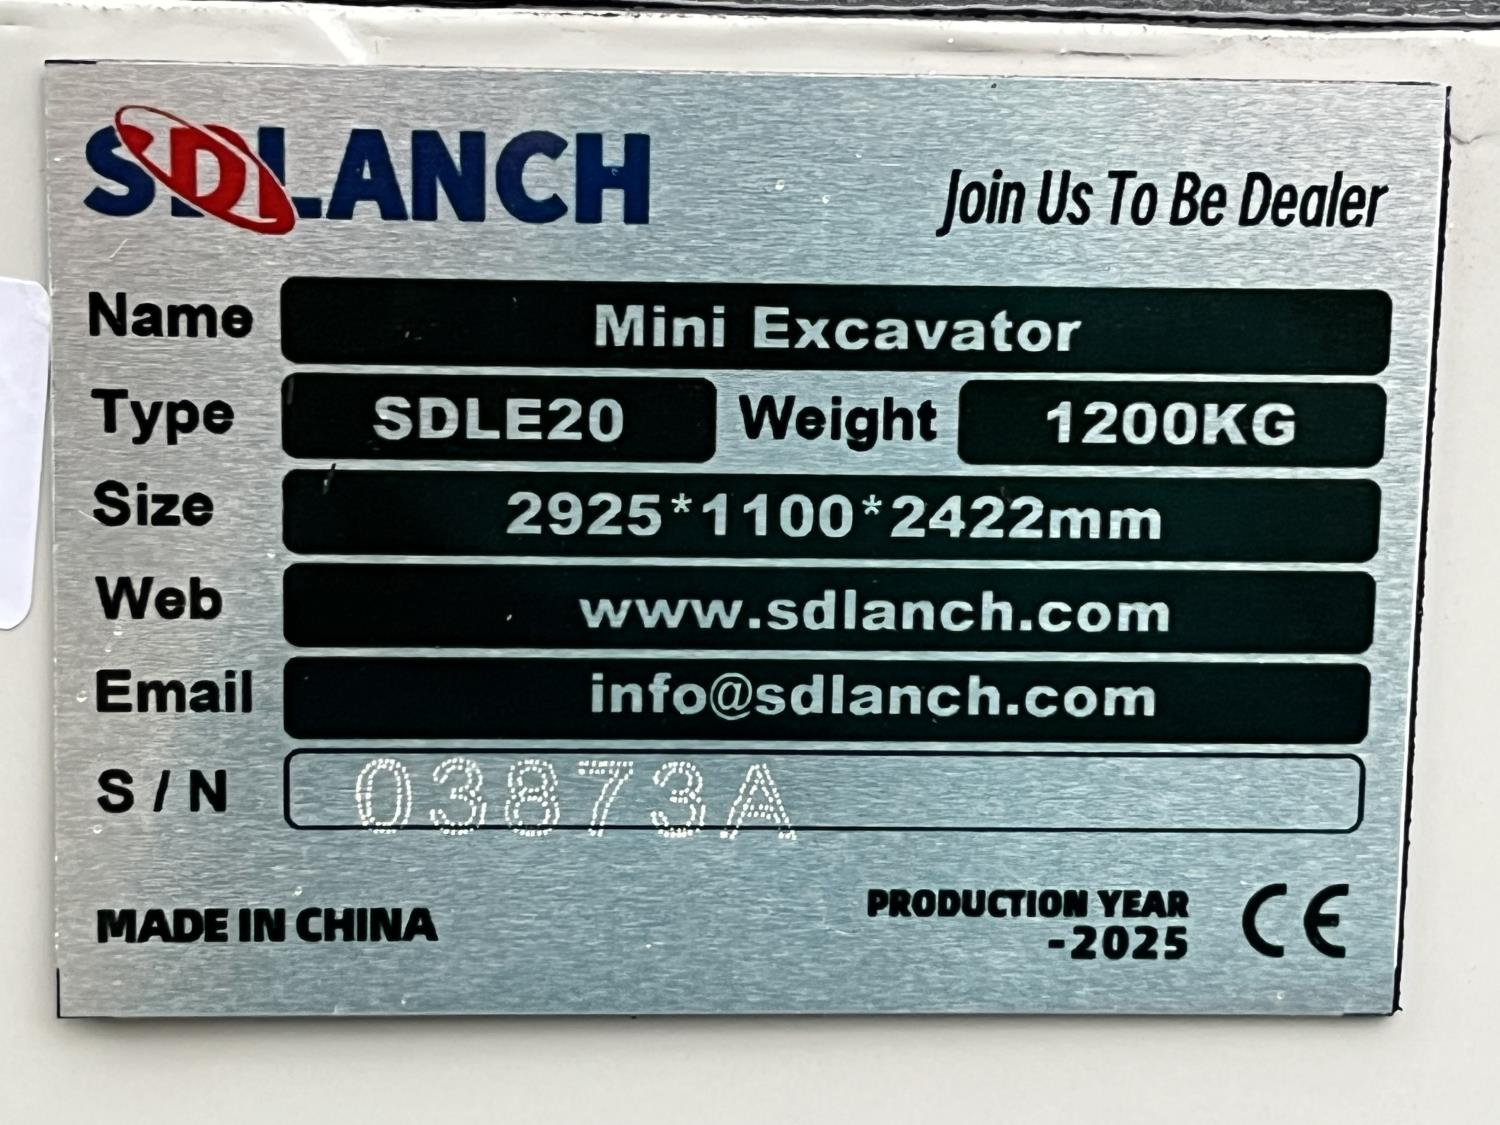 SDLANCH
Join Us To Be Dealer
Name Mini Excavator
Type SDLE20 Weight 1200KG
Size 2925*1100*2422mm
Web www.sdlanch.com
Email info@sdlanch.com
S / N 03873A
MADE IN CHINA
PRODUCTION YEAR
-2025
CE